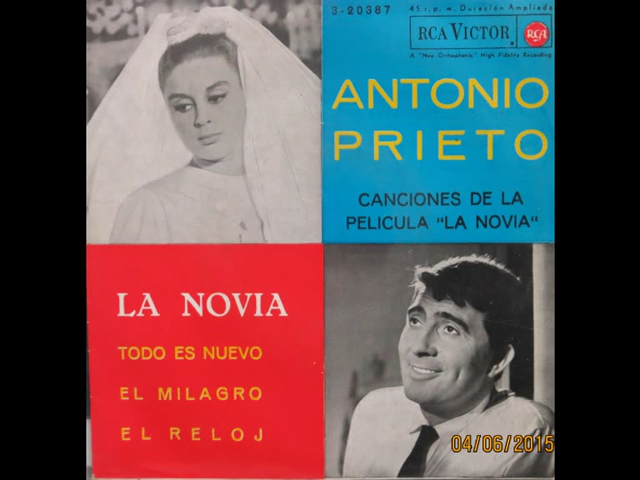 3-20387
45 r. p. m. Duración Ampliada
RCA VICTOR
RCA
A "New Orthophonic" High Fidelity Recording
ANTONIO
PRIETO
CANCIONES DE LA
PELICULA "LA NOVIA"
LA NOVIA
TODO ES NUEVO
EL MILAGRO
EL RELOJ
04/06/2015